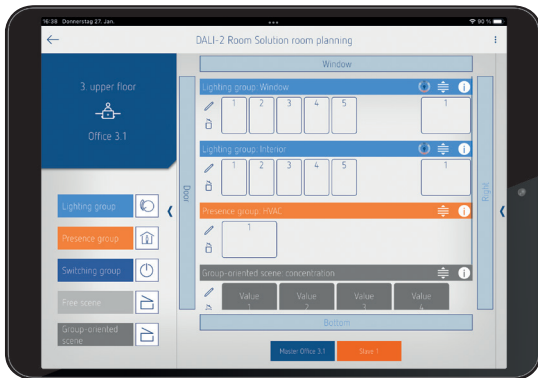 16:38 Donnerstag 27. Jan.
90 %
DALI-2 Room Solution room planning
3. upper floor
Office 3.1
Lighting group
Presence group
Switching group
Free scene
Group-oriented
scene
Window
Door
Right
Lighting group: Window
1 2 3 4 5 1
Lighting group: Interior
1 2 3 4 5 1
Presence group: HVAC
1
Group-oriented scene: concentration
Value Value Value Value
1 2 3 4
Bottom
Master Office 3.1 Slave 1